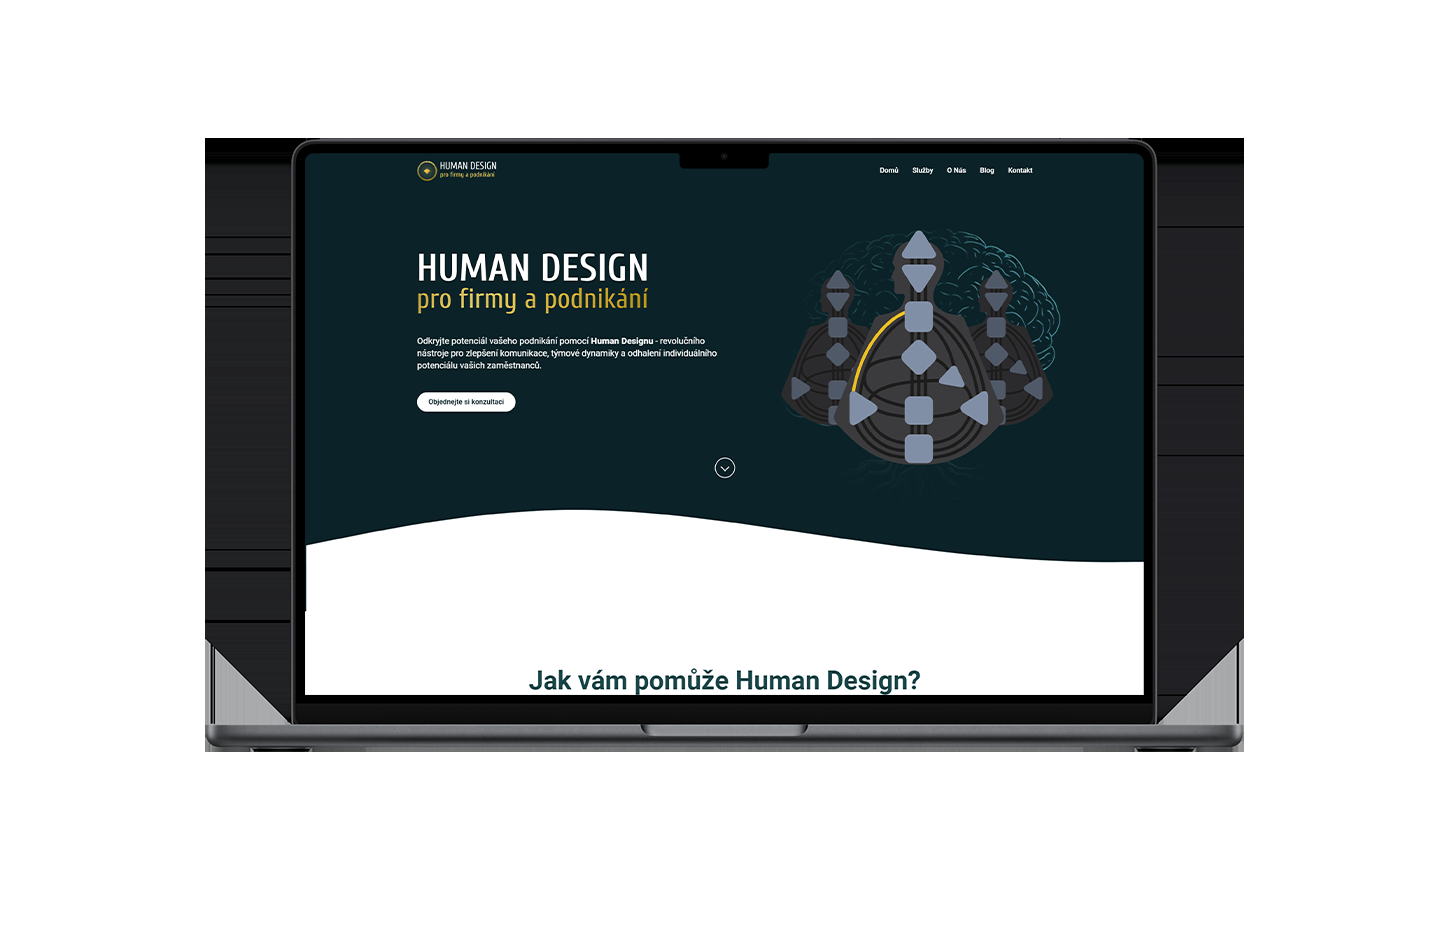 HUMAN DESIGN
pro firmy a podnikání
Domů Služby O Nás Blog Kontakt
HUMAN DESIGN
pro firmy a podnikání
Odkryjte potenciál vašeho podnikání pomocí Human Designu - revolučního
nástroje pro zlepšení komunikace, týmové dynamiky a odhalení individuálního
potenciálu vašich zaměstnanců.
Objednejte si konzultaci
Jak vám pomůže Human Design?